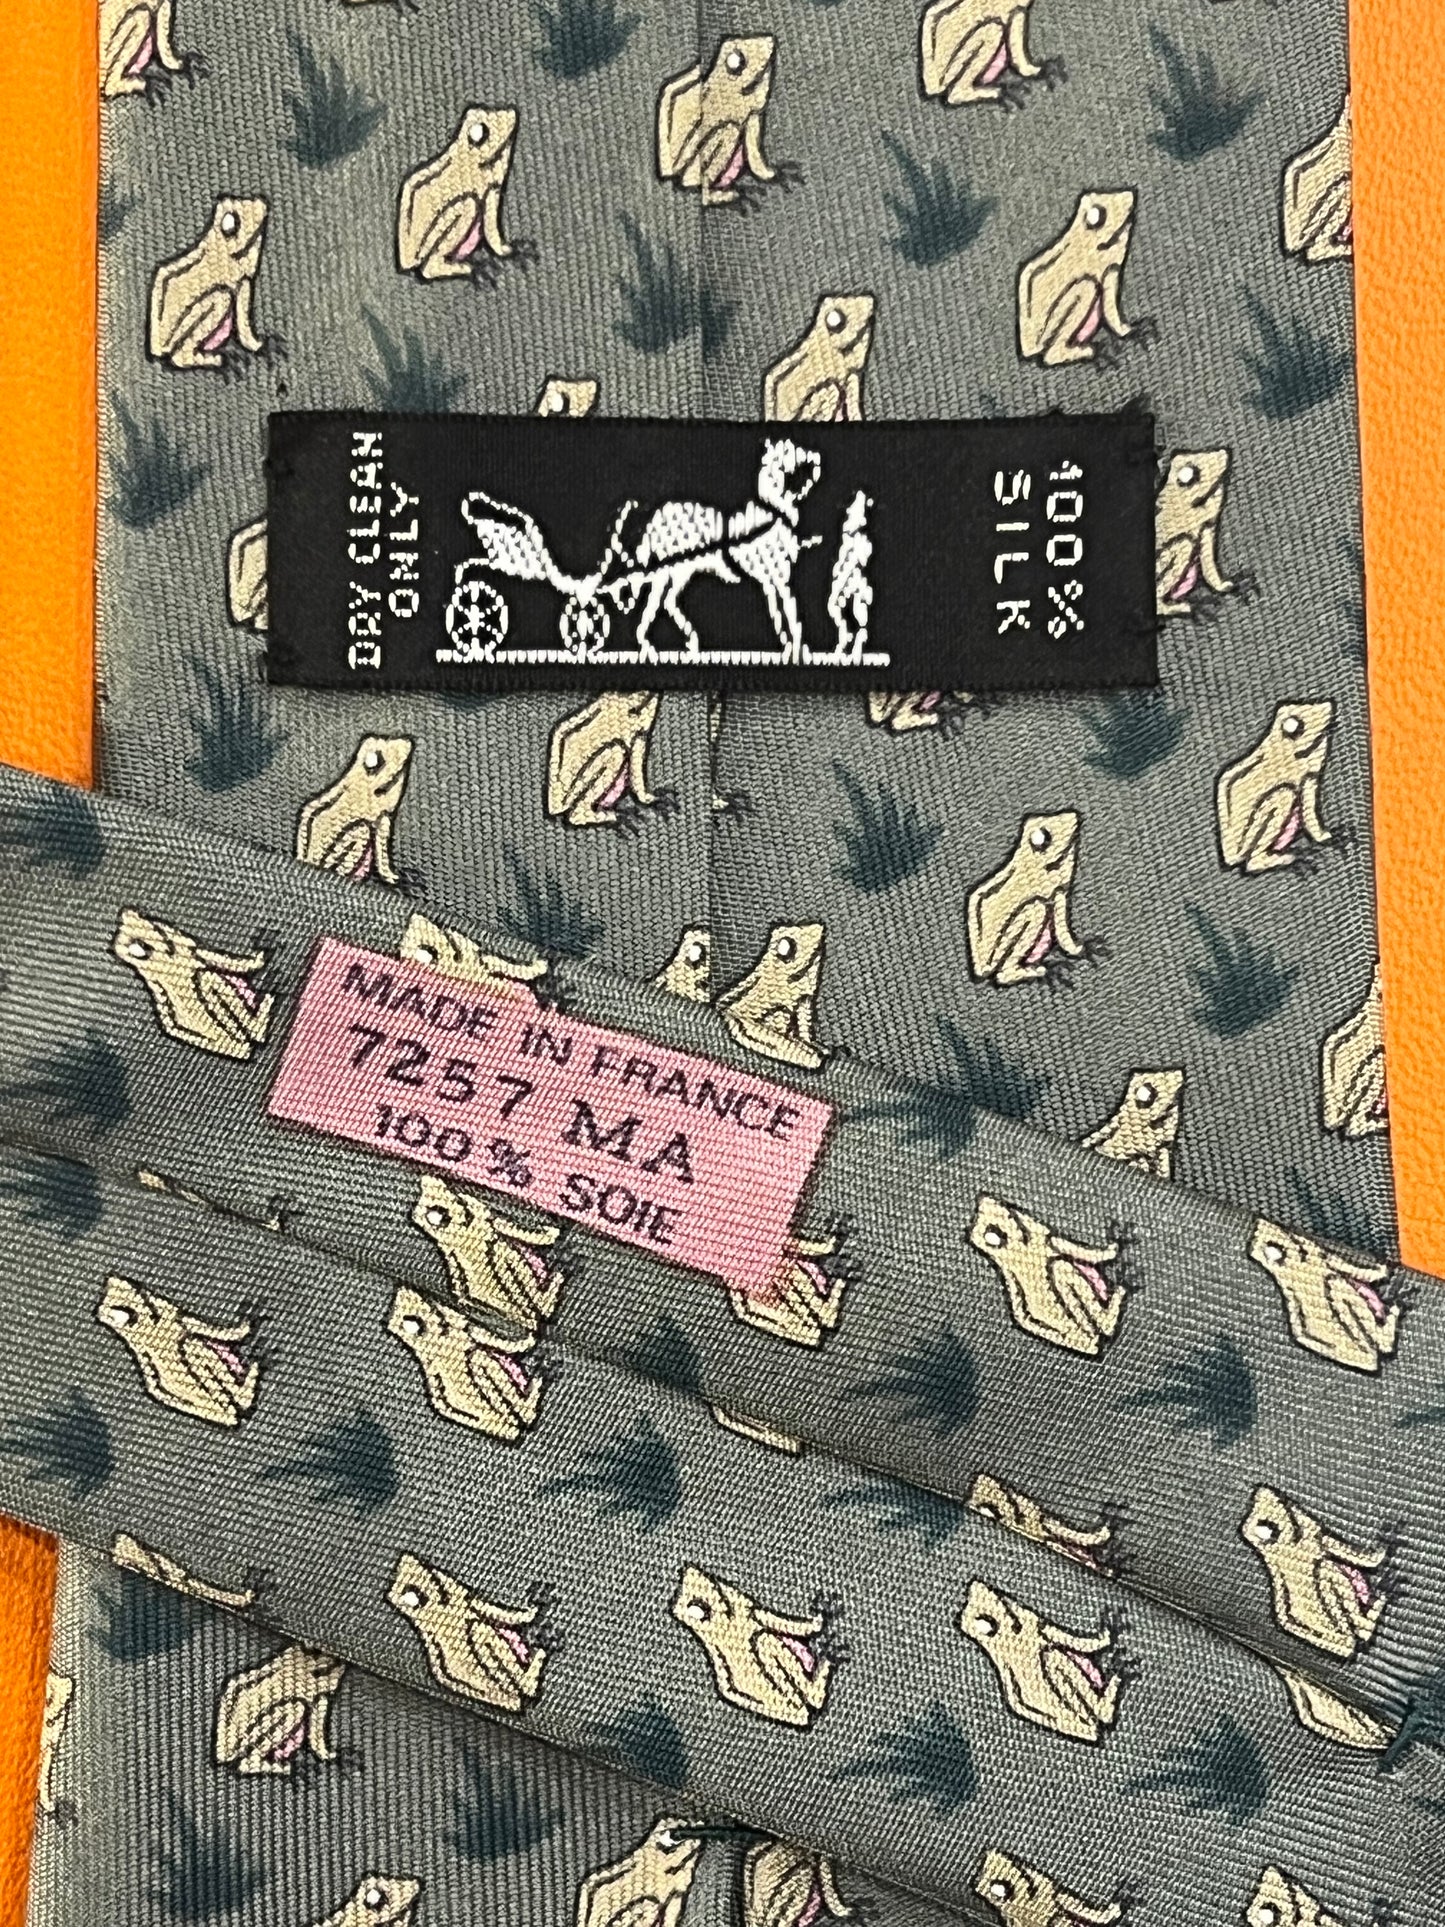 DRY CLEAN
ONLY
100%
SILK
MADE IN FRANCE
7257 MA
100% SOIE